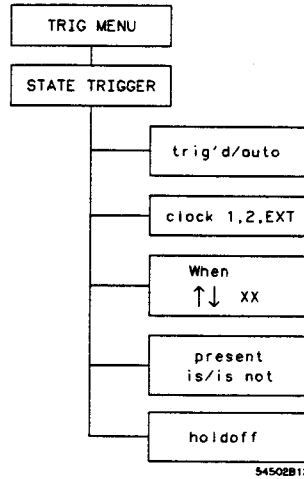 TRIG MENU
STATE TRIGGER
trig'd/auto
clock 1,2,EXT
When
↑↓ XX
present
is/is not
holdoff